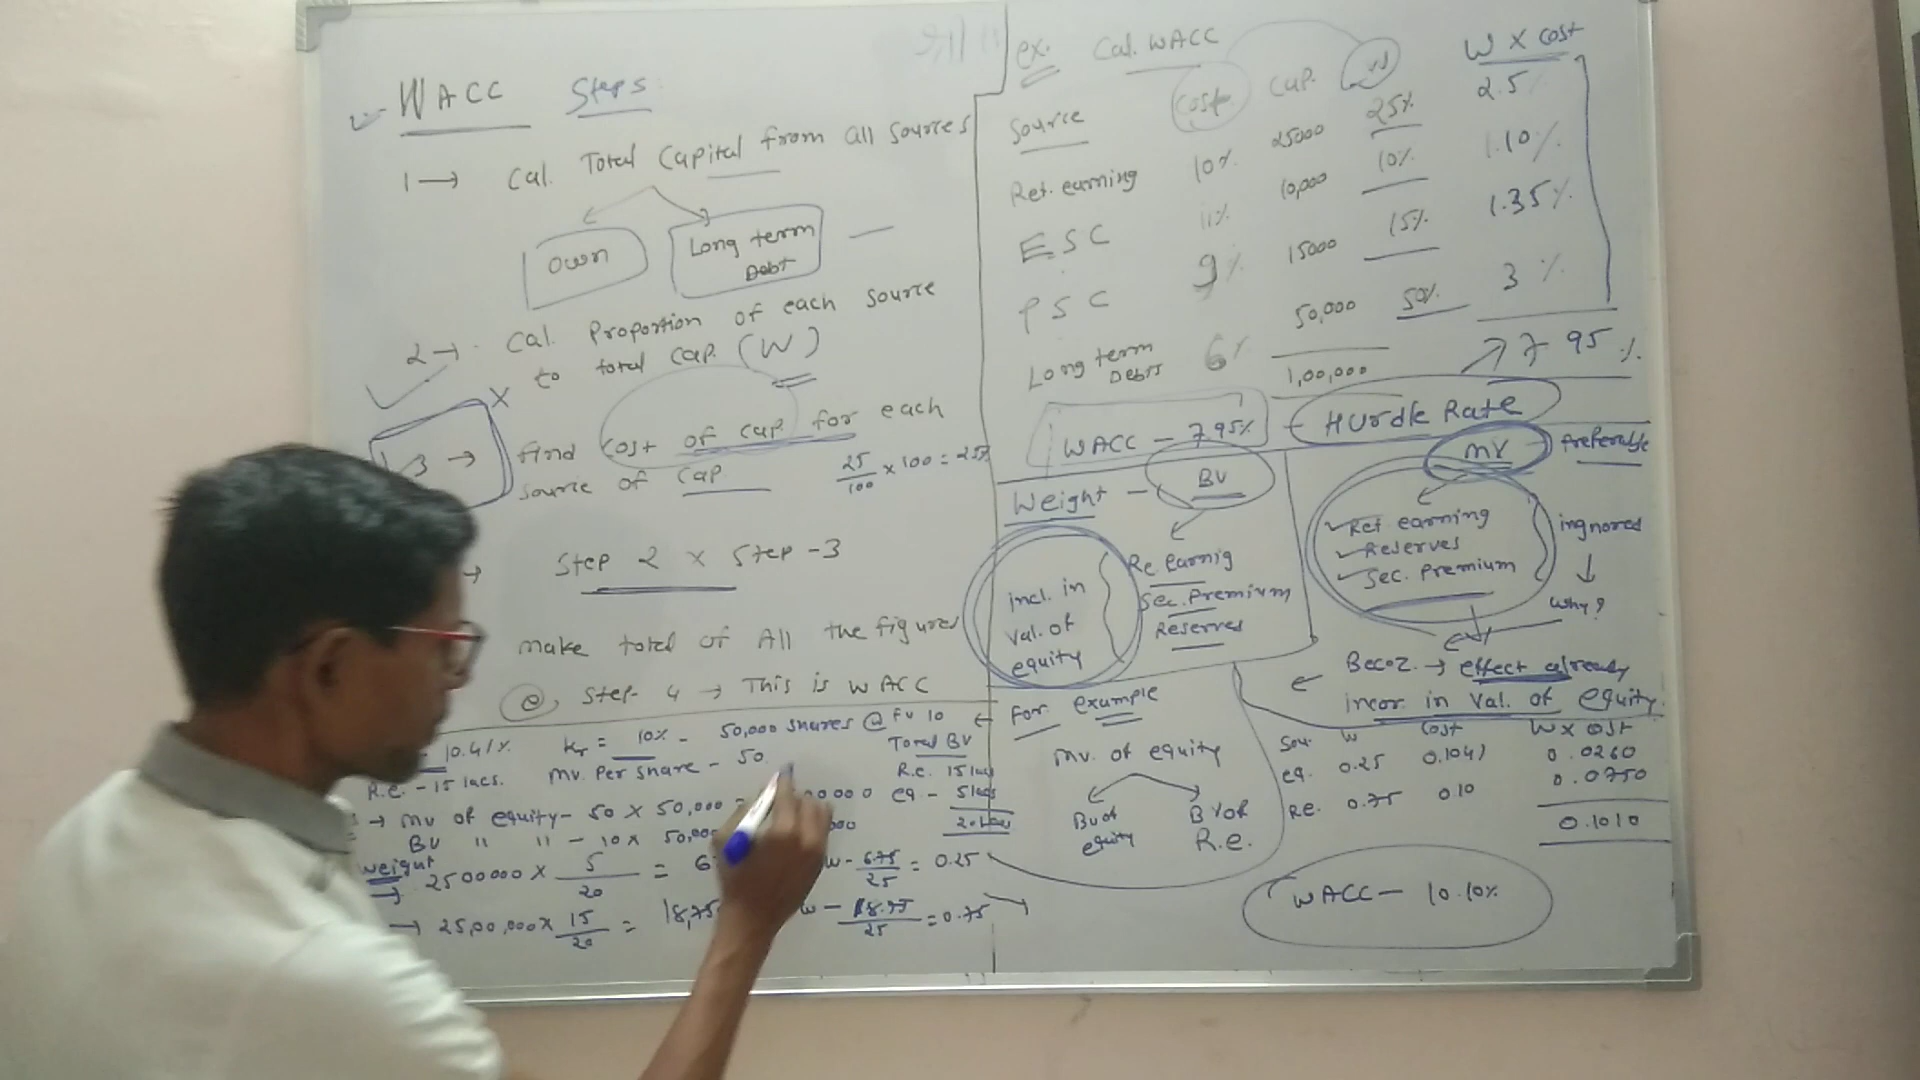 WACC Steps
1 → Cal. Total Capital from all sources
Own
Long term Debt
2 → Cal. Proportion of each source
to total cap. (W)
3 → find cost of cap. for each
source of cap
25/100 × 100 = 25%
→ Step 2 × Step -3
make total of All the figures
@ Step- 4 → This is WACC
10.41% Kr = 10% - 50,000 shares @ FV 10
R.E. - 15 lacs. mv. Per share - 50
Total BV
R.E. 15 lacs
eq - 5 lacs
→ mv of equity - 50 × 50,000 =
BV " " - 10 × 50,000
weight
→ 2500000 × 5/20 = 6 W - 6.75/25 = 0.25
→ 25,00,000 × 15/20 = 18,75 W - 18.75/25 = 0.75
ex. Cal. WACC
Source Cost Cap. W W × Cost
Ret. earning 10% 25000 25% 2.5%
ESC 11% 10,000 10% 1.10%
PSC 9% 15000 15% 1.35%
Long term Debts 6% 50,000 50% 3%
1,00,000 → 7.95%
WACC - 7.95% - Hurdle Rate
Weight - BV
Re. Earnig
Sec. Premium
Reserves
incl. in
val. of
equity
MV - Preferable
Ret. earning
Reserves
Sec. Premium
ingnored
↓
Why?
Becoz. → effect already
incor. in val. of equity.
← For example
mv. of equity
Bv of equity
BV of R.e.
Sou. W Cost W × Cost
eq. 0.25 0.1041 0.0260
Re. 0.75 0.10 0.0750
0.1010
WACC - 10.10%